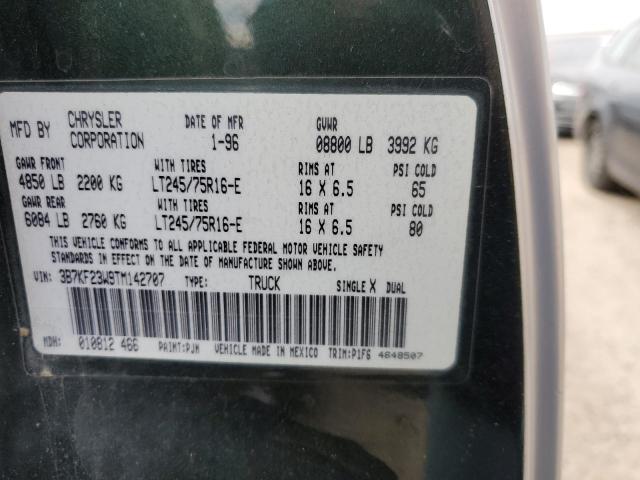 MFD BY CHRYSLER CORPORATION DATE OF MFR 1-96 GVWR 08800 LB 3992 KG
GAWR FRONT WITH TIRES RIMS AT PSI COLD
4850 LB 2200 KG LT245/75R16-E 16 X 6.5 65
GAWR REAR WITH TIRES RIMS AT PSI COLD
6084 LB 2760 KG LT245/75R16-E 16 X 6.5 80
THIS VEHICLE CONFORMS TO ALL APPLICABLE FEDERAL MOTOR VEHICLE SAFETY
STANDARDS IN EFFECT ON THE DATE OF MANUFACTURE SHOWN ABOVE
VIN: 3B7KF23W9TM142707 TYPE: TRUCK SINGLE X DUAL
MDH: 010812 466 PAINT: PJM VEHICLE MADE IN MEXICO TRIM: P1F6 4648507